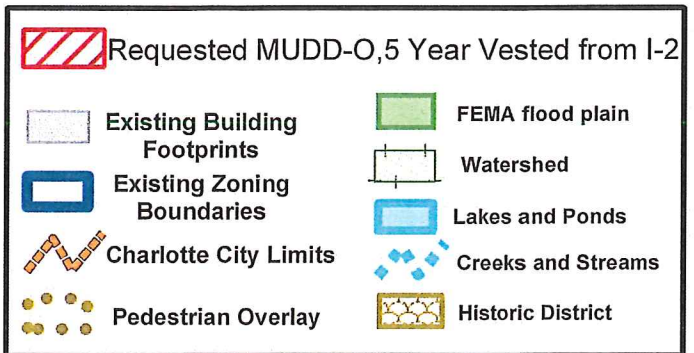 Requested MUDD-O,5 Year Vested from I-2
Existing Building
Footprints
Existing Zoning
Boundaries
Charlotte City Limits
Pedestrian Overlay
FEMA flood plain
Watershed
Lakes and Ponds
Creeks and Streams
Historic District